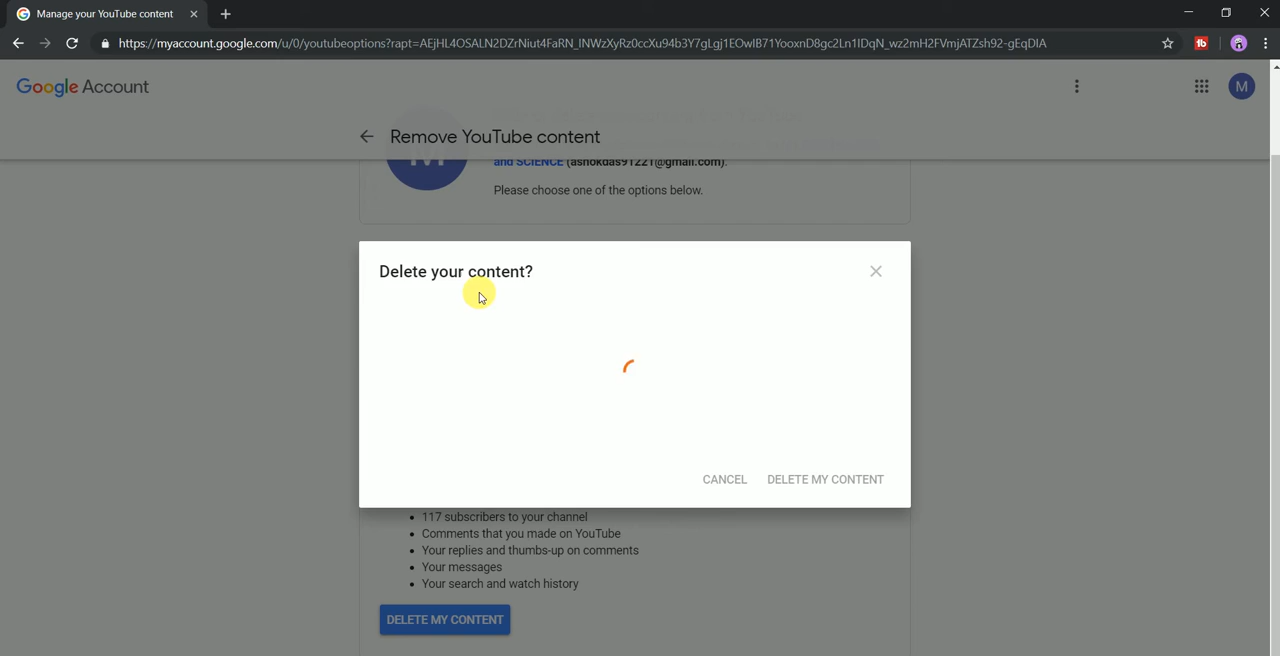 Manage your YouTube content
https://myaccount.google.com/u/0/youtubeoptions?rapt=AEjHL4OSALN2DZrNiut4FaRN_INWzXyRz0ccXu94b3Y7gLgj1EOwIB71YooxnD8gc2Ln1IDqN_wz2mH2FVmjATZsh92-gEqDIA
Google Account
M
Remove YouTube content
and SCIENCE (ashokdas91221@gmail.com).
Please choose one of the options below.
Delete your content?
CANCEL DELETE MY CONTENT
• 117 subscribers to your channel
• Comments that you made on YouTube
• Your replies and thumbs-up on comments
• Your messages
• Your search and watch history
DELETE MY CONTENT